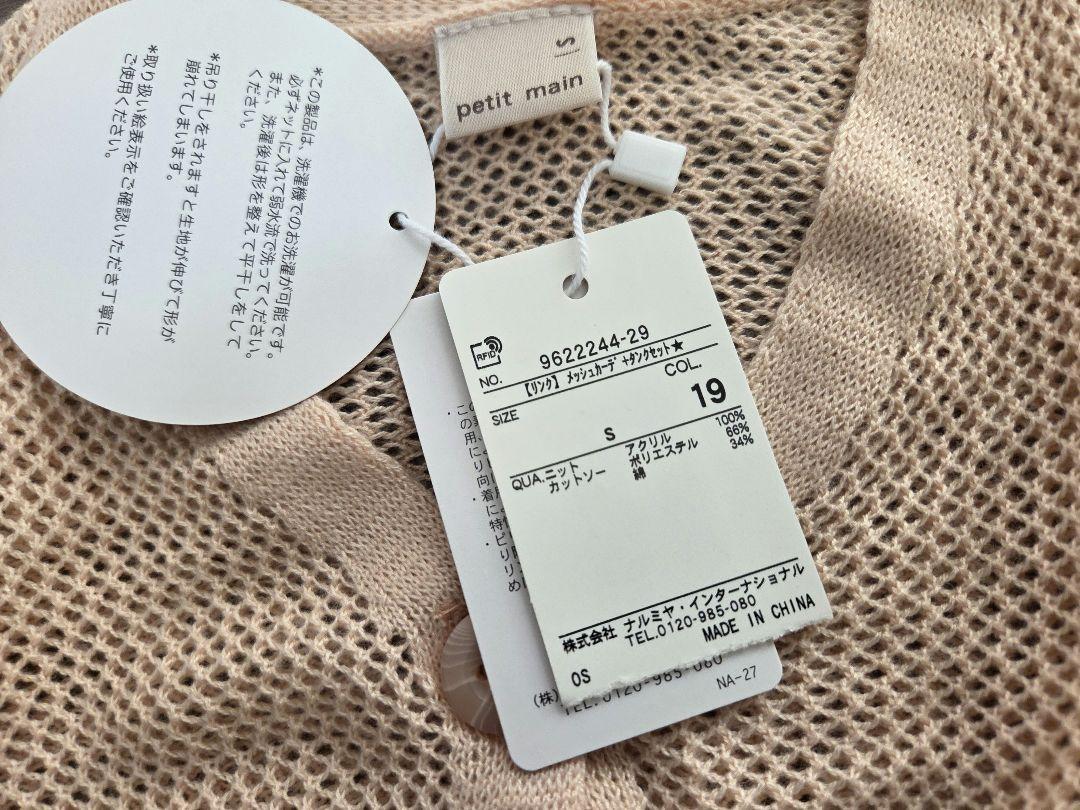 *この製品は、洗濯機でのお洗濯が可能です。
必ずネットに入れて弱水流で洗ってください。
また、洗濯後は形を整えて平干しをして
ください。
*吊り干しをされますと生地が伸びて形が
崩れてしまいます。
*取り扱い絵表示をご確認いただき丁寧に
ご使用ください。
S
petit main
RFID
NO. 9622244-29
【リンク】 メッシュカーデ+タンクセット★
SIZE COL.
S 19
QUA.ニット アクリル 100%
カットソー ポリエステル 66%
綿 34%
株式会社 ナルミヤ・インターナショナル
TEL.0120-985-080
MADE IN CHINA
0S
(株)
TEL.0120-985-080
NA-27